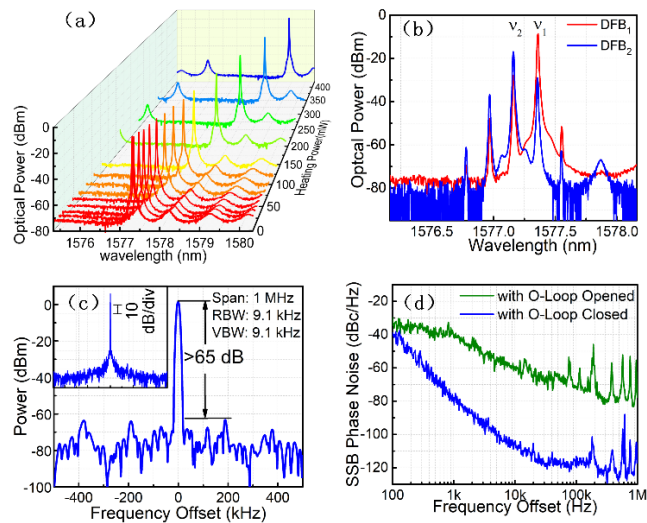 (a)
Optical Power (dBm)
0
-20
-40
-60
-80
1576 1577 1578 1579 1580
wavelength (nm)
0
50
100
150
200
250
300
350
400
Heating Power(mW)
(b)
ν2 ν1
DFB1
DFB2
Optcal Power (dBm)
0
-20
-40
-60
-80
1576.5 1577.0 1577.5 1578.0
Wavelength (nm)
(c)
10
dB/div
Span: 1 MHz
RBW: 9.1 kHz
VBW: 9.1 kHz
>65 dB
Power (dBm)
0
-20
-40
-60
-80
-100
-400 -200 0 200 400
Frequency Offset (kHz)
(d)
with O-Loop Opened
with O-Loop Closed
SSB Phase Noise (dBc/Hz)
-20
-40
-60
-80
-100
-120
100 1k 10k 100k 1M
Frequency Offset (Hz)